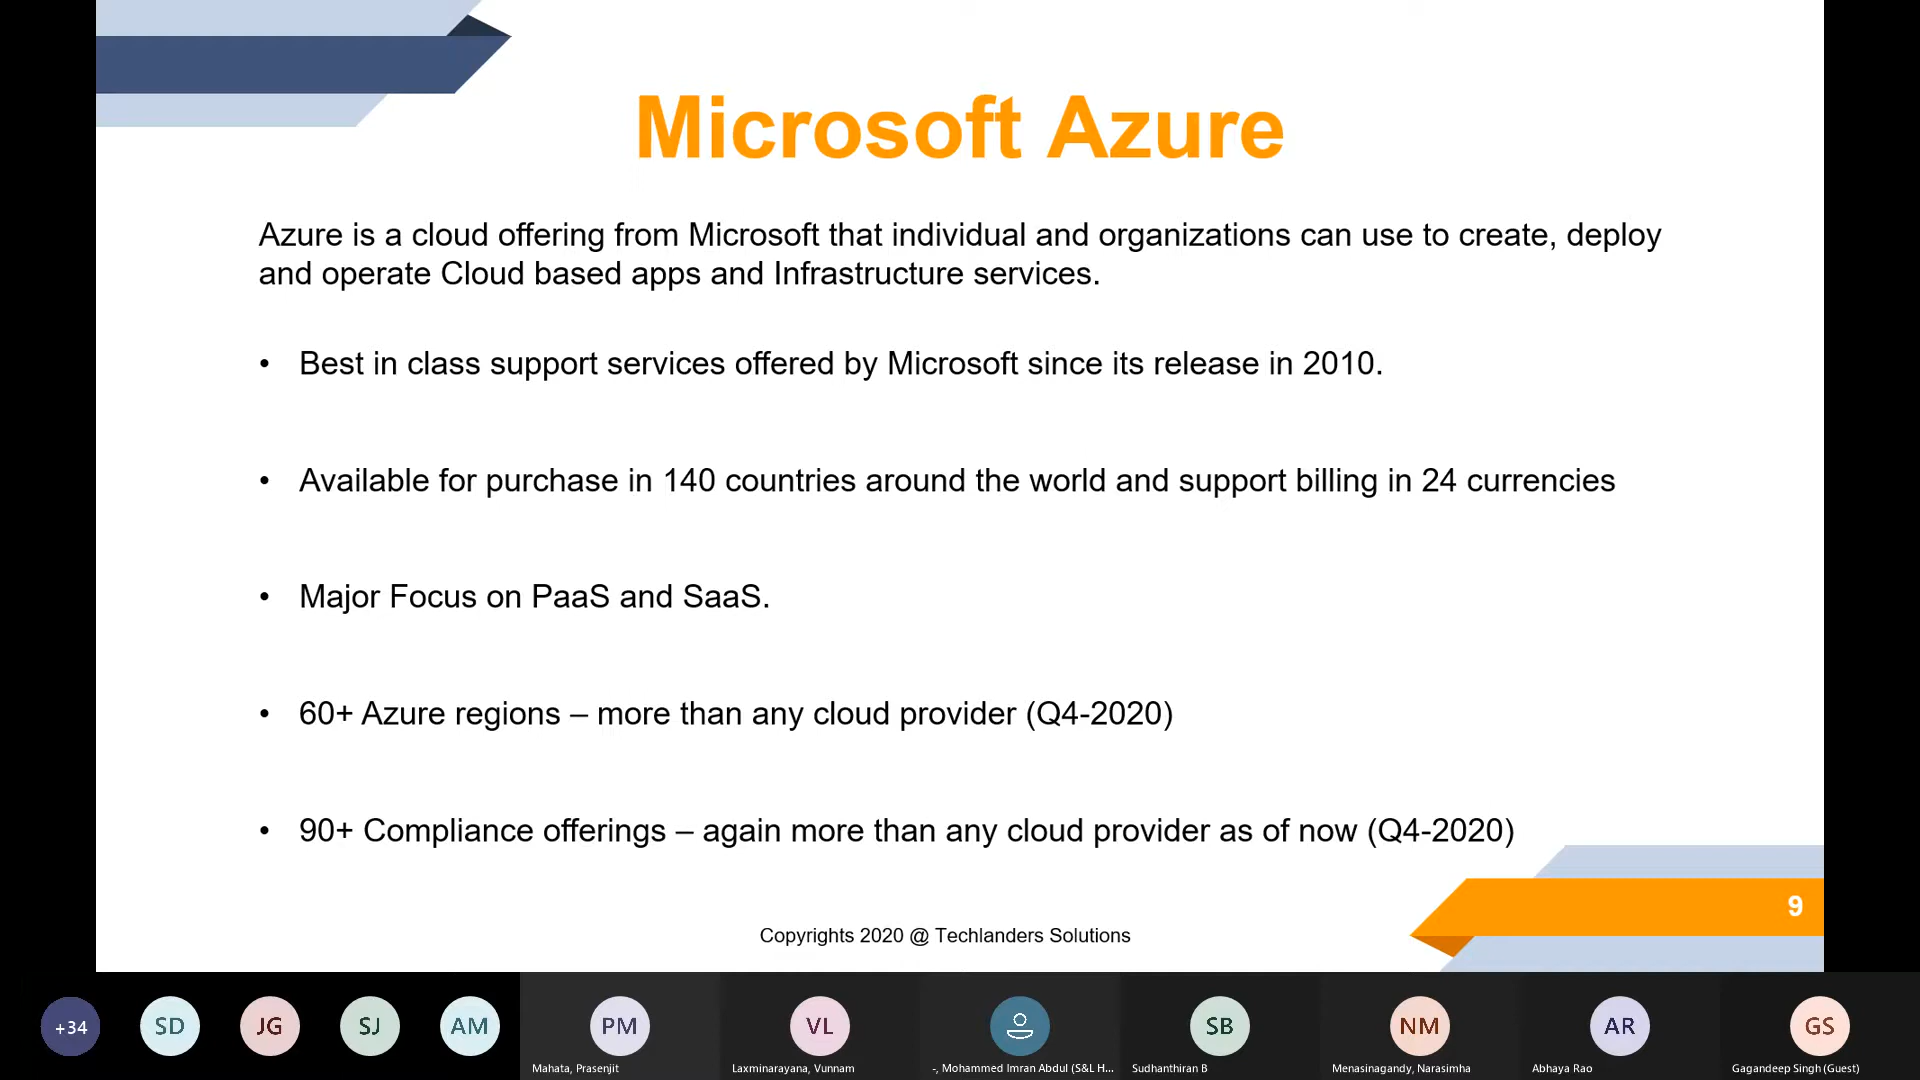 Microsoft Azure
Azure is a cloud offering from Microsoft that individual and organizations can use to create, deploy
and operate Cloud based apps and Infrastructure services.
• Best in class support services offered by Microsoft since its release in 2010.
• Available for purchase in 140 countries around the world and support billing in 24 currencies
• Major Focus on PaaS and SaaS.
• 60+ Azure regions – more than any cloud provider (Q4-2020)
• 90+ Compliance offerings – again more than any cloud provider as of now (Q4-2020)
9
Copyrights 2020 @ Techlanders Solutions
+34 SD JG SJ AM PM VL SB NM AR GS
Mahata, Prasenjit Laxminarayana, Vunnam -, Mohammed Imran Abdul (S&L H... Sudhanthiran B Menasinagandy, Narasimha Abhaya Rao Gagandeep Singh (Guest)